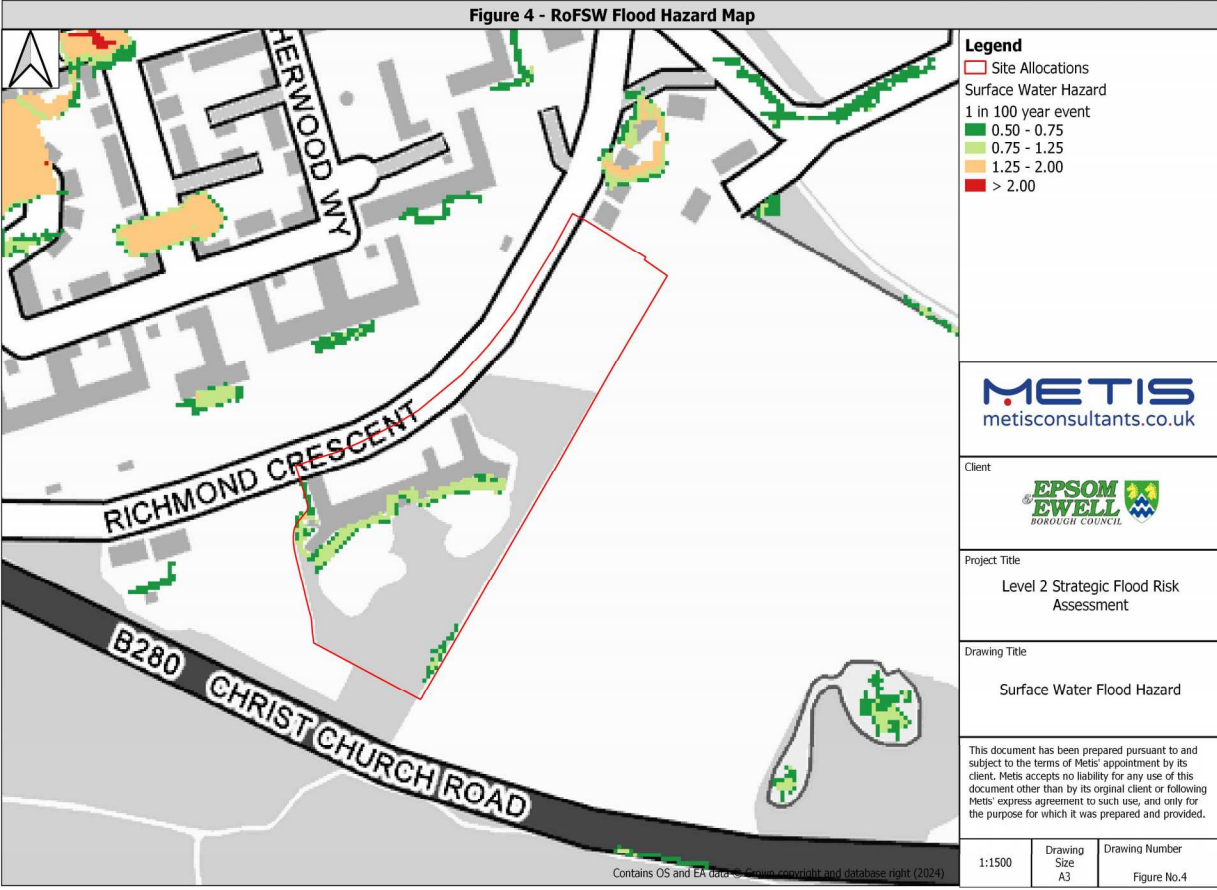 Figure 4 - RoFSW Flood Hazard Map
HERWOOD WY
RICHMOND CRESCENT
B280 CHRIST CHURCH ROAD
Contains OS and EA data © Crown copyright and database right (2024)
Legend
Site Allocations
Surface Water Hazard
1 in 100 year event
0.50 - 0.75
0.75 - 1.25
1.25 - 2.00
> 2.00
METIS
metisconsultants.co.uk
Client
EPSOM
& EWELL
BOROUGH COUNCIL
Project Title
Level 2 Strategic Flood Risk
Assessment
Drawing Title
Surface Water Flood Hazard
This document has been prepared pursuant to and
subject to the terms of Metis' appointment by its
client. Metis accepts no liability for any use of this
document other than by its orginal client or following
Metis' express agreement to such use, and only for
the purpose for which it was prepared and provided.
1:1500
Drawing
Size
A3
Drawing Number
Figure No.4